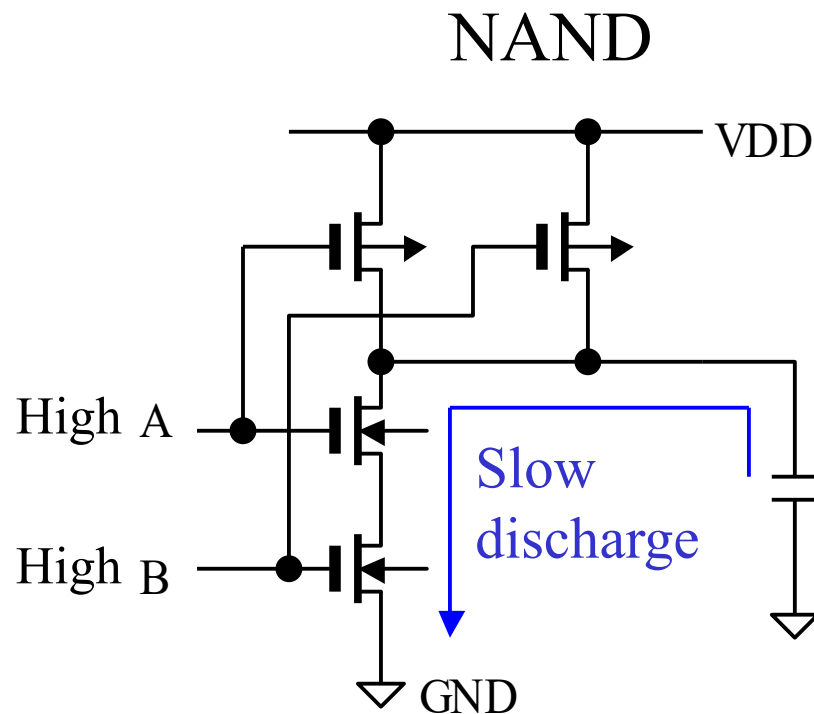 NAND
VDD
High A
Slow
discharge
High B
GND